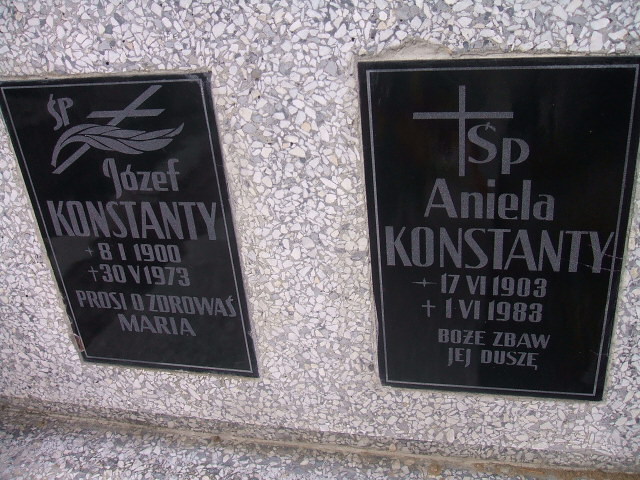 ŚP
Józef
KONSTANTY
* 8 I 1900
✝ 30 V 1973
PROSI O ZDROWAŚ
MARIA
Śp
Aniela
KONSTANTY
* 17 VI 1903
✝ 1 VI 1983
BOŻE ZBAW
JEJ DUSZĘ